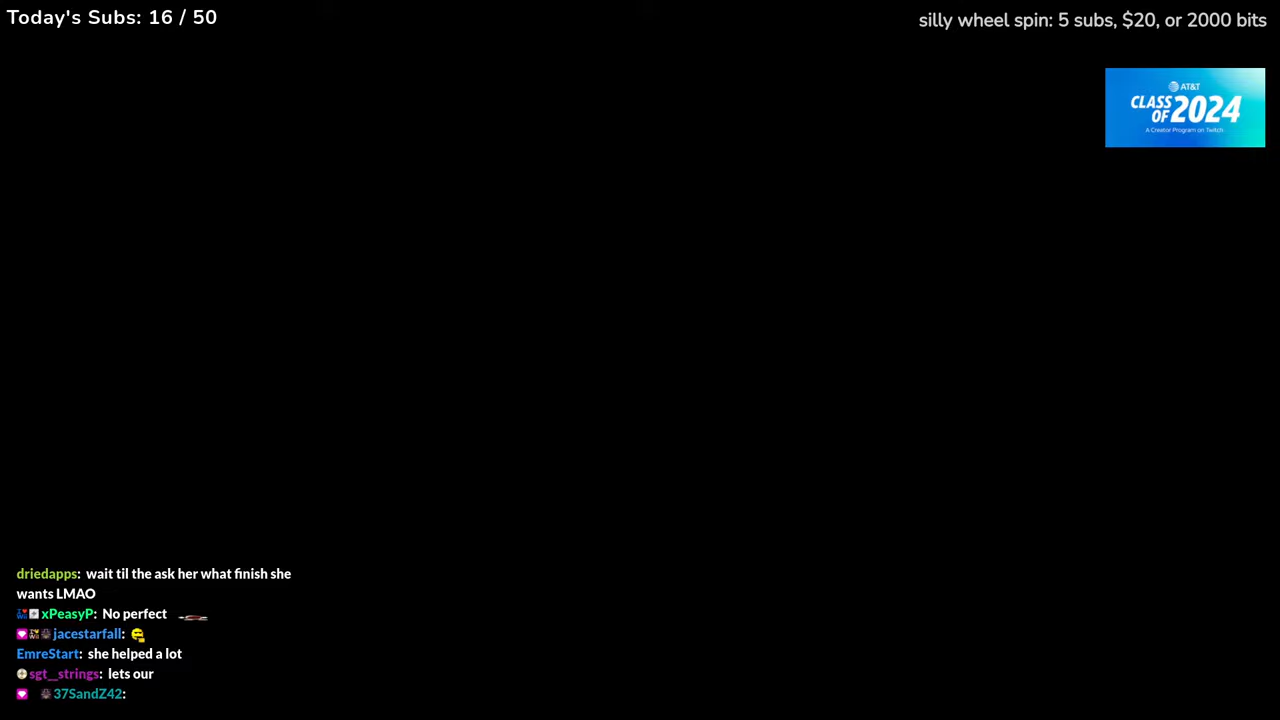 Today's Subs: 16 / 50
silly wheel spin: 5 subs, $20, or 2000 bits
AT&T
CLASS
OF 2024
A Creator Program on Twitch
driedapps: wait til the ask her what finish she
wants LMAO
xPeasyP: No perfect
jacestarfall:
EmreStart: she helped a lot
sgt__strings: lets our
37SandZ42: